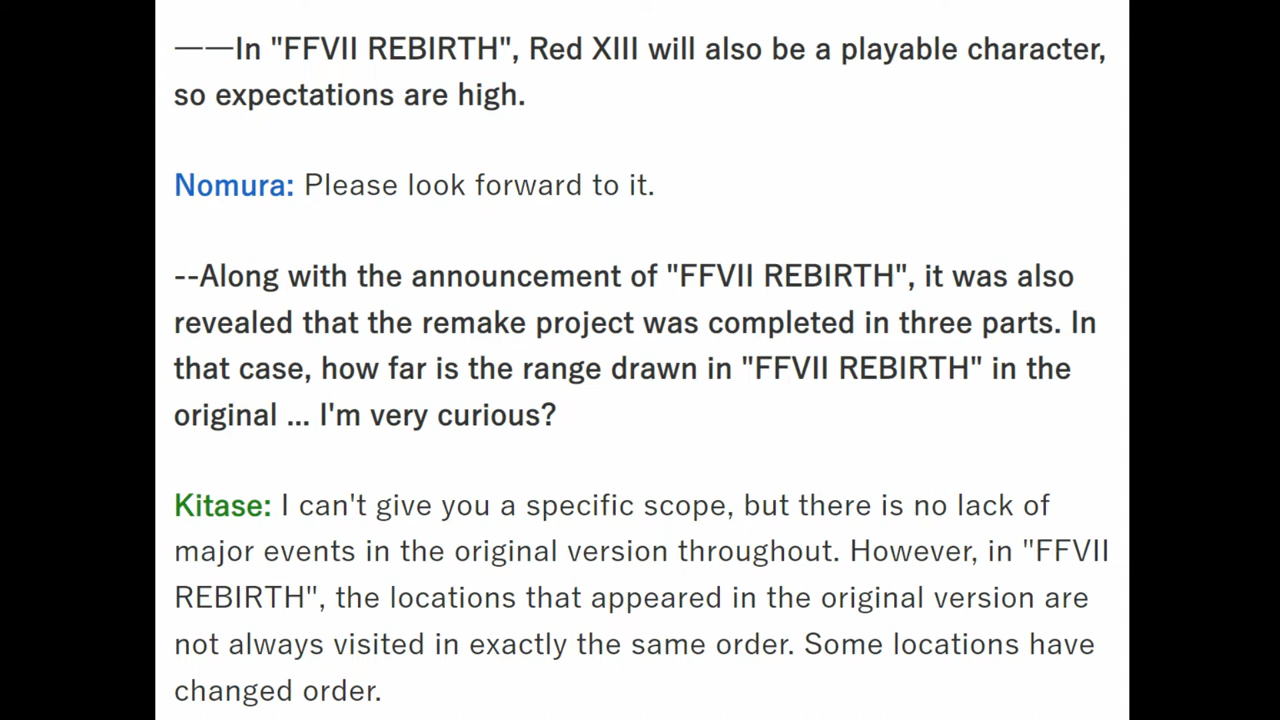 ——In "FFVII REBIRTH", Red XIII will also be a playable character,
so expectations are high.
Nomura: Please look forward to it.
--Along with the announcement of "FFVII REBIRTH", it was also
revealed that the remake project was completed in three parts. In
that case, how far is the range drawn in "FFVII REBIRTH" in the
original ... I'm very curious?
Kitase: I can't give you a specific scope, but there is no lack of
major events in the original version throughout. However, in "FFVII
REBIRTH", the locations that appeared in the original version are
not always visited in exactly the same order. Some locations have
changed order.